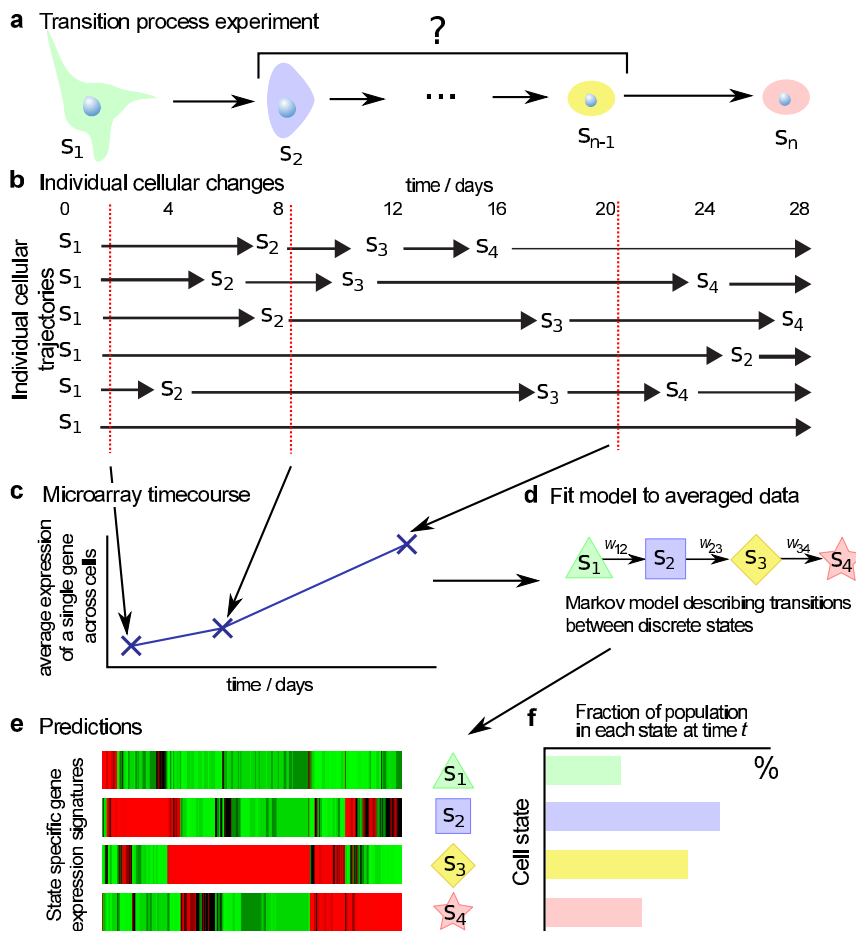 a Transition process experiment
?
...
s1
s2
sn-1
sn
b Individual cellular changes
time / days
0 4 8 12 16 20 24 28
Individual cellular
trajectories
s1 s2 s3 s4
s1 s2 s3 s4
s1 s2 s3 s4
s1 s2
s1 s2 s3 s4
s1
c Microarray timecourse
average expression
of a single gene
across cells
time / days
d Fit model to averaged data
w12 w23 w34
s1 s2 s3 s4
Markov model describing transitions
between discrete states
e Predictions
State specific gene
expression signatures
s1
s2
s3
s4
f Fraction of population
in each state at time t
%
Cell state